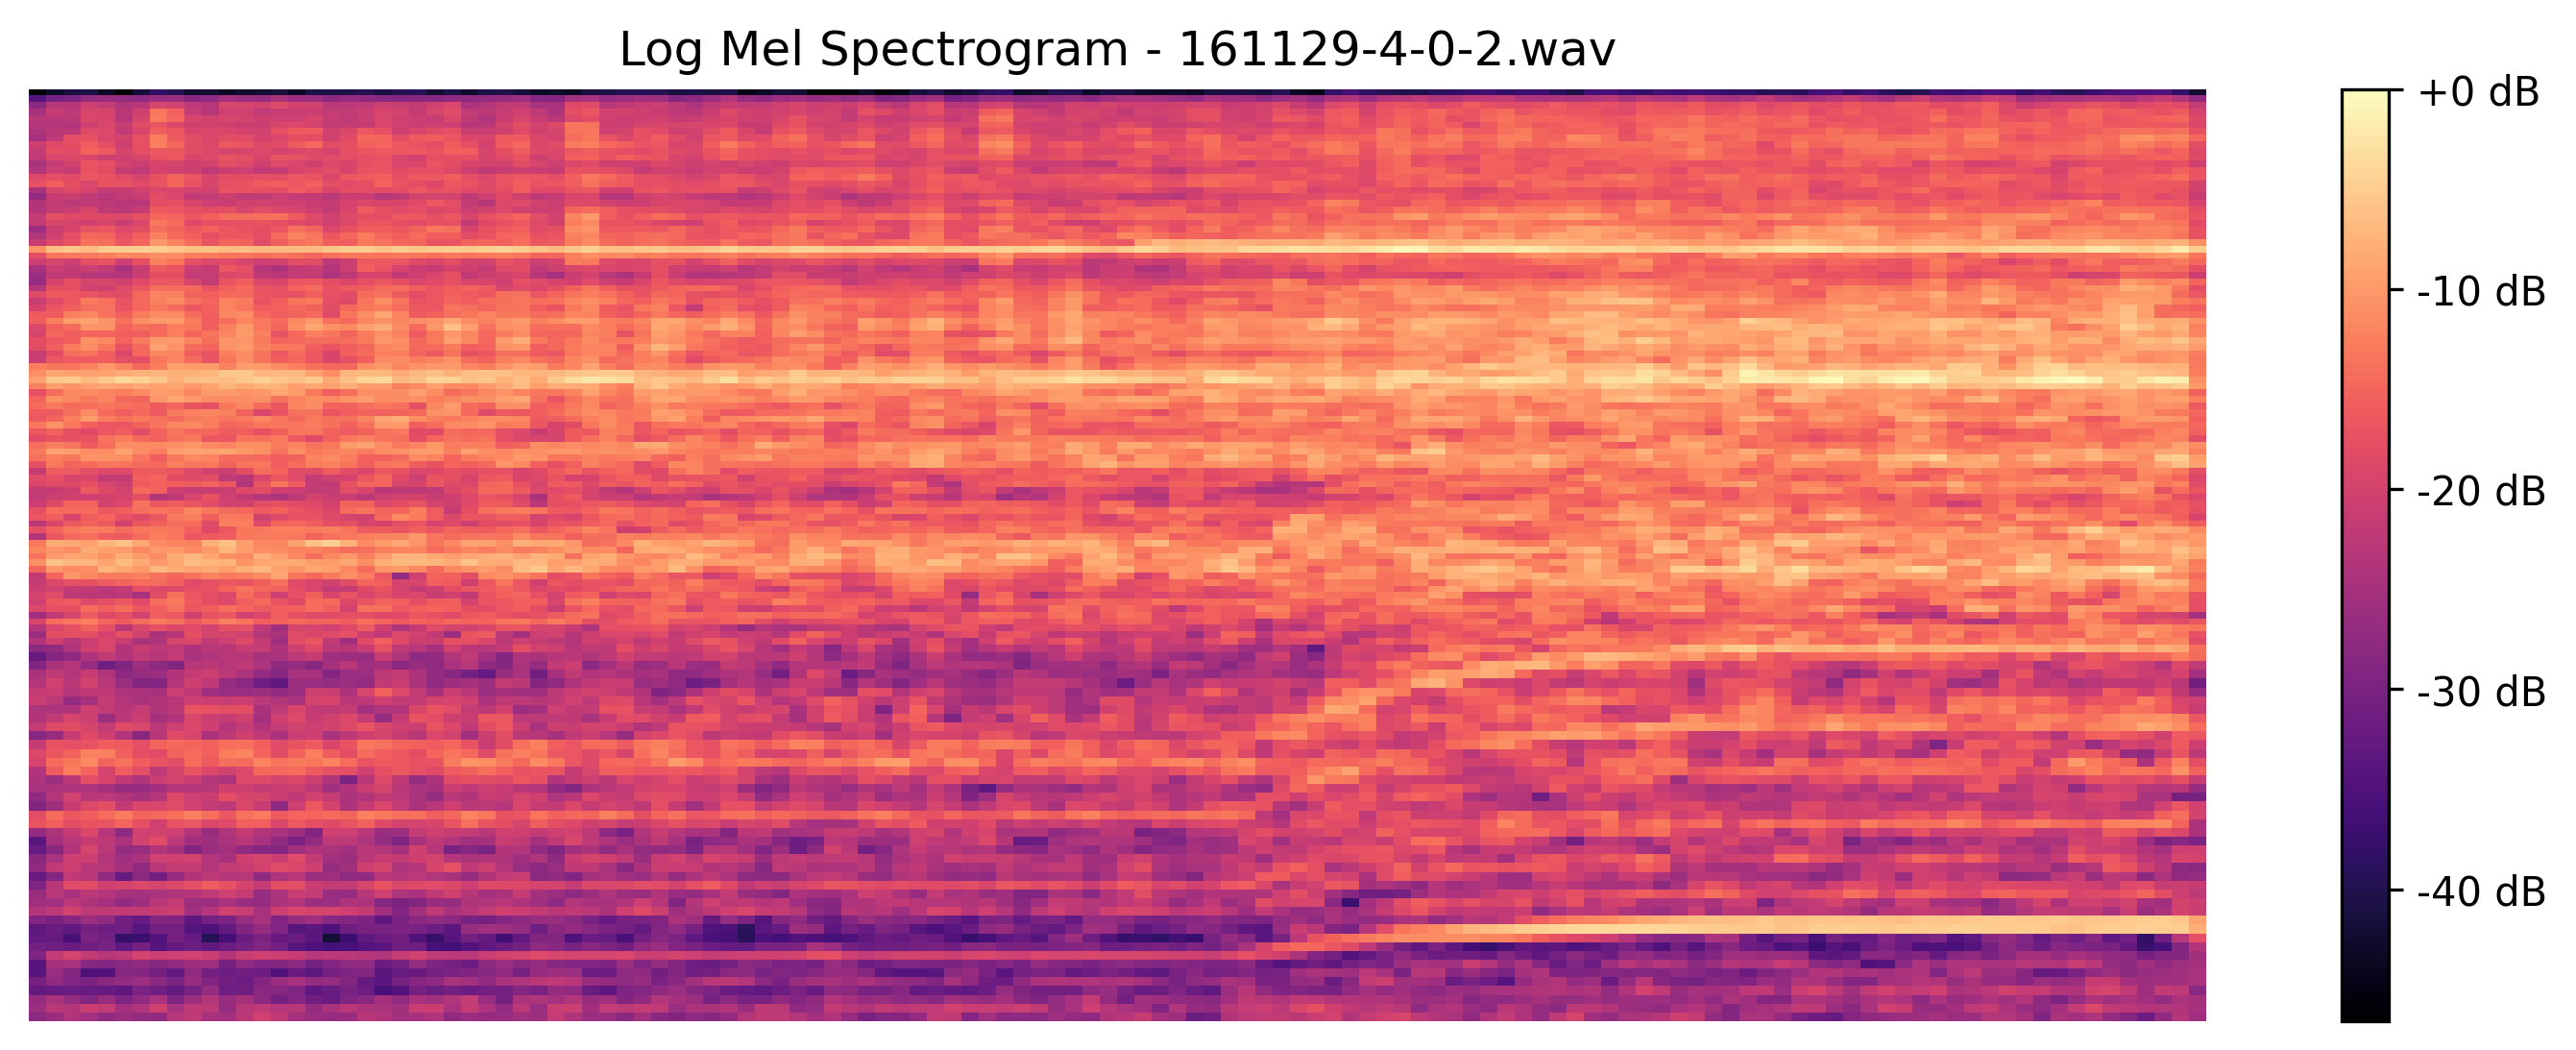 Log Mel Spectrogram - 161129-4-0-2.wav
+0 dB
-10 dB
-20 dB
-30 dB
-40 dB